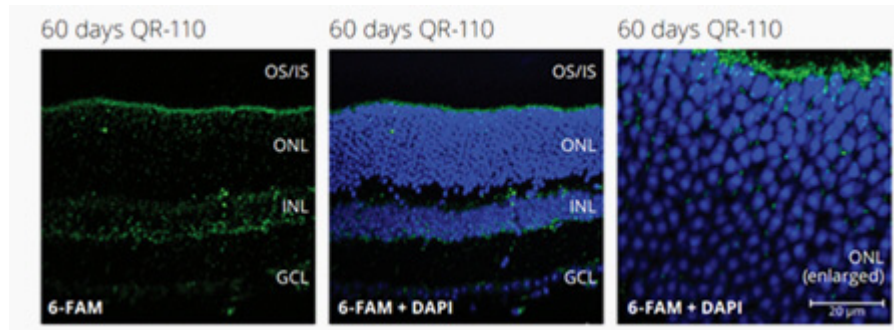 60 days QR-110
OS/IS
ONL
INL
GCL
6-FAM
60 days QR-110
OS/IS
ONL
INL
GCL
6-FAM + DAPI
60 days QR-110
ONL
(enlarged)
6-FAM + DAPI
20 µm